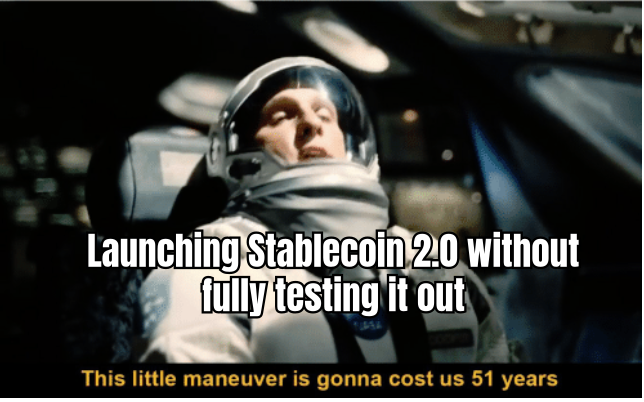 Launching Stablecoin 2.0 without
fully testing it out
This little maneuver is gonna cost us 51 years